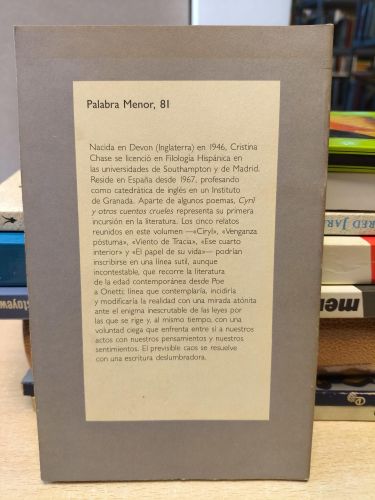 Palabra Menor, 81
Nacida en Devon (Inglaterra) en 1946, Cristina
Chase se licenció en Filología Hispánica en
las universidades de Southampton y de Madrid.
Reside en España desde 1967, profesando
como catedrática de inglés en un Instituto
de Granada. Aparte de algunos poemas, Cyril
y otros cuentos crueles representa su primera
incursión en la literatura. Los cinco relatos
reunidos en este volumen —«Ciryl», «Venganza
póstuma», «Viento de Tracia», «Ese cuarto
interior» y «El papel de su vida»— podrían
inscribirse en una línea sutil, aunque
incontestable, que recorre la literatura
de la edad contemporánea desde Poe
a Onetti: línea que contemplaría, incidiría
y modificaría la realidad con una mirada atónita
ante el enigma inescrutable de las leyes por
las que se rige y, al mismo tiempo, con una
voluntad ciega que enfrenta entre sí a nuestros
actos con nuestros pensamientos y nuestros
sentimientos. El previsible caos se resuelve
con una escritura deslumbradora.
RED JAR
mem
stoyew